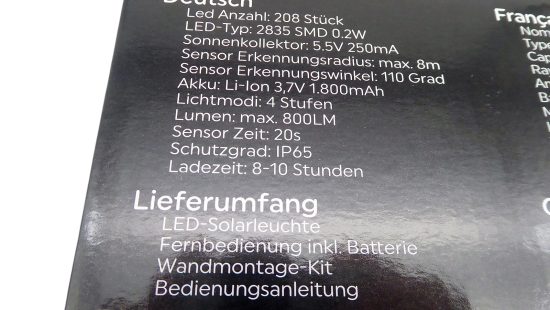 Deutsch
Led Anzahl: 208 Stück
LED-Typ: 2835 SMD 0.2W
Sonnenkollektor: 5.5V 250mA
Sensor Erkennungsradius: max. 8m
Sensor Erkennungswinkel: 110 Grad
Akku: Li-Ion 3,7V 1.800mAh
Lichtmodi: 4 Stufen
Lumen: max. 800LM
Sensor Zeit: 20s
Schutzgrad: IP65
Ladezeit: 8-10 Stunden
Lieferumfang
LED-Solarleuchte
Fernbedienung inkl. Batterie
Wandmontage-Kit
Bedienungsanleitung